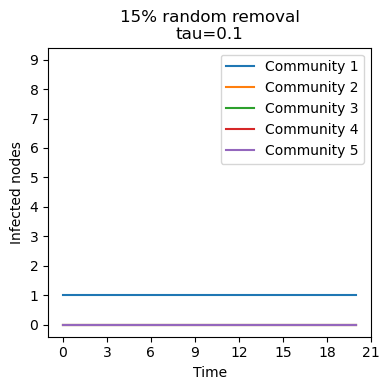 15% random removal
tau=0.1
Infected nodes
9
8
7
6
5
4
3
2
1
0
Community 1
Community 2
Community 3
Community 4
Community 5
0 3 6 9 12 15 18 21
Time